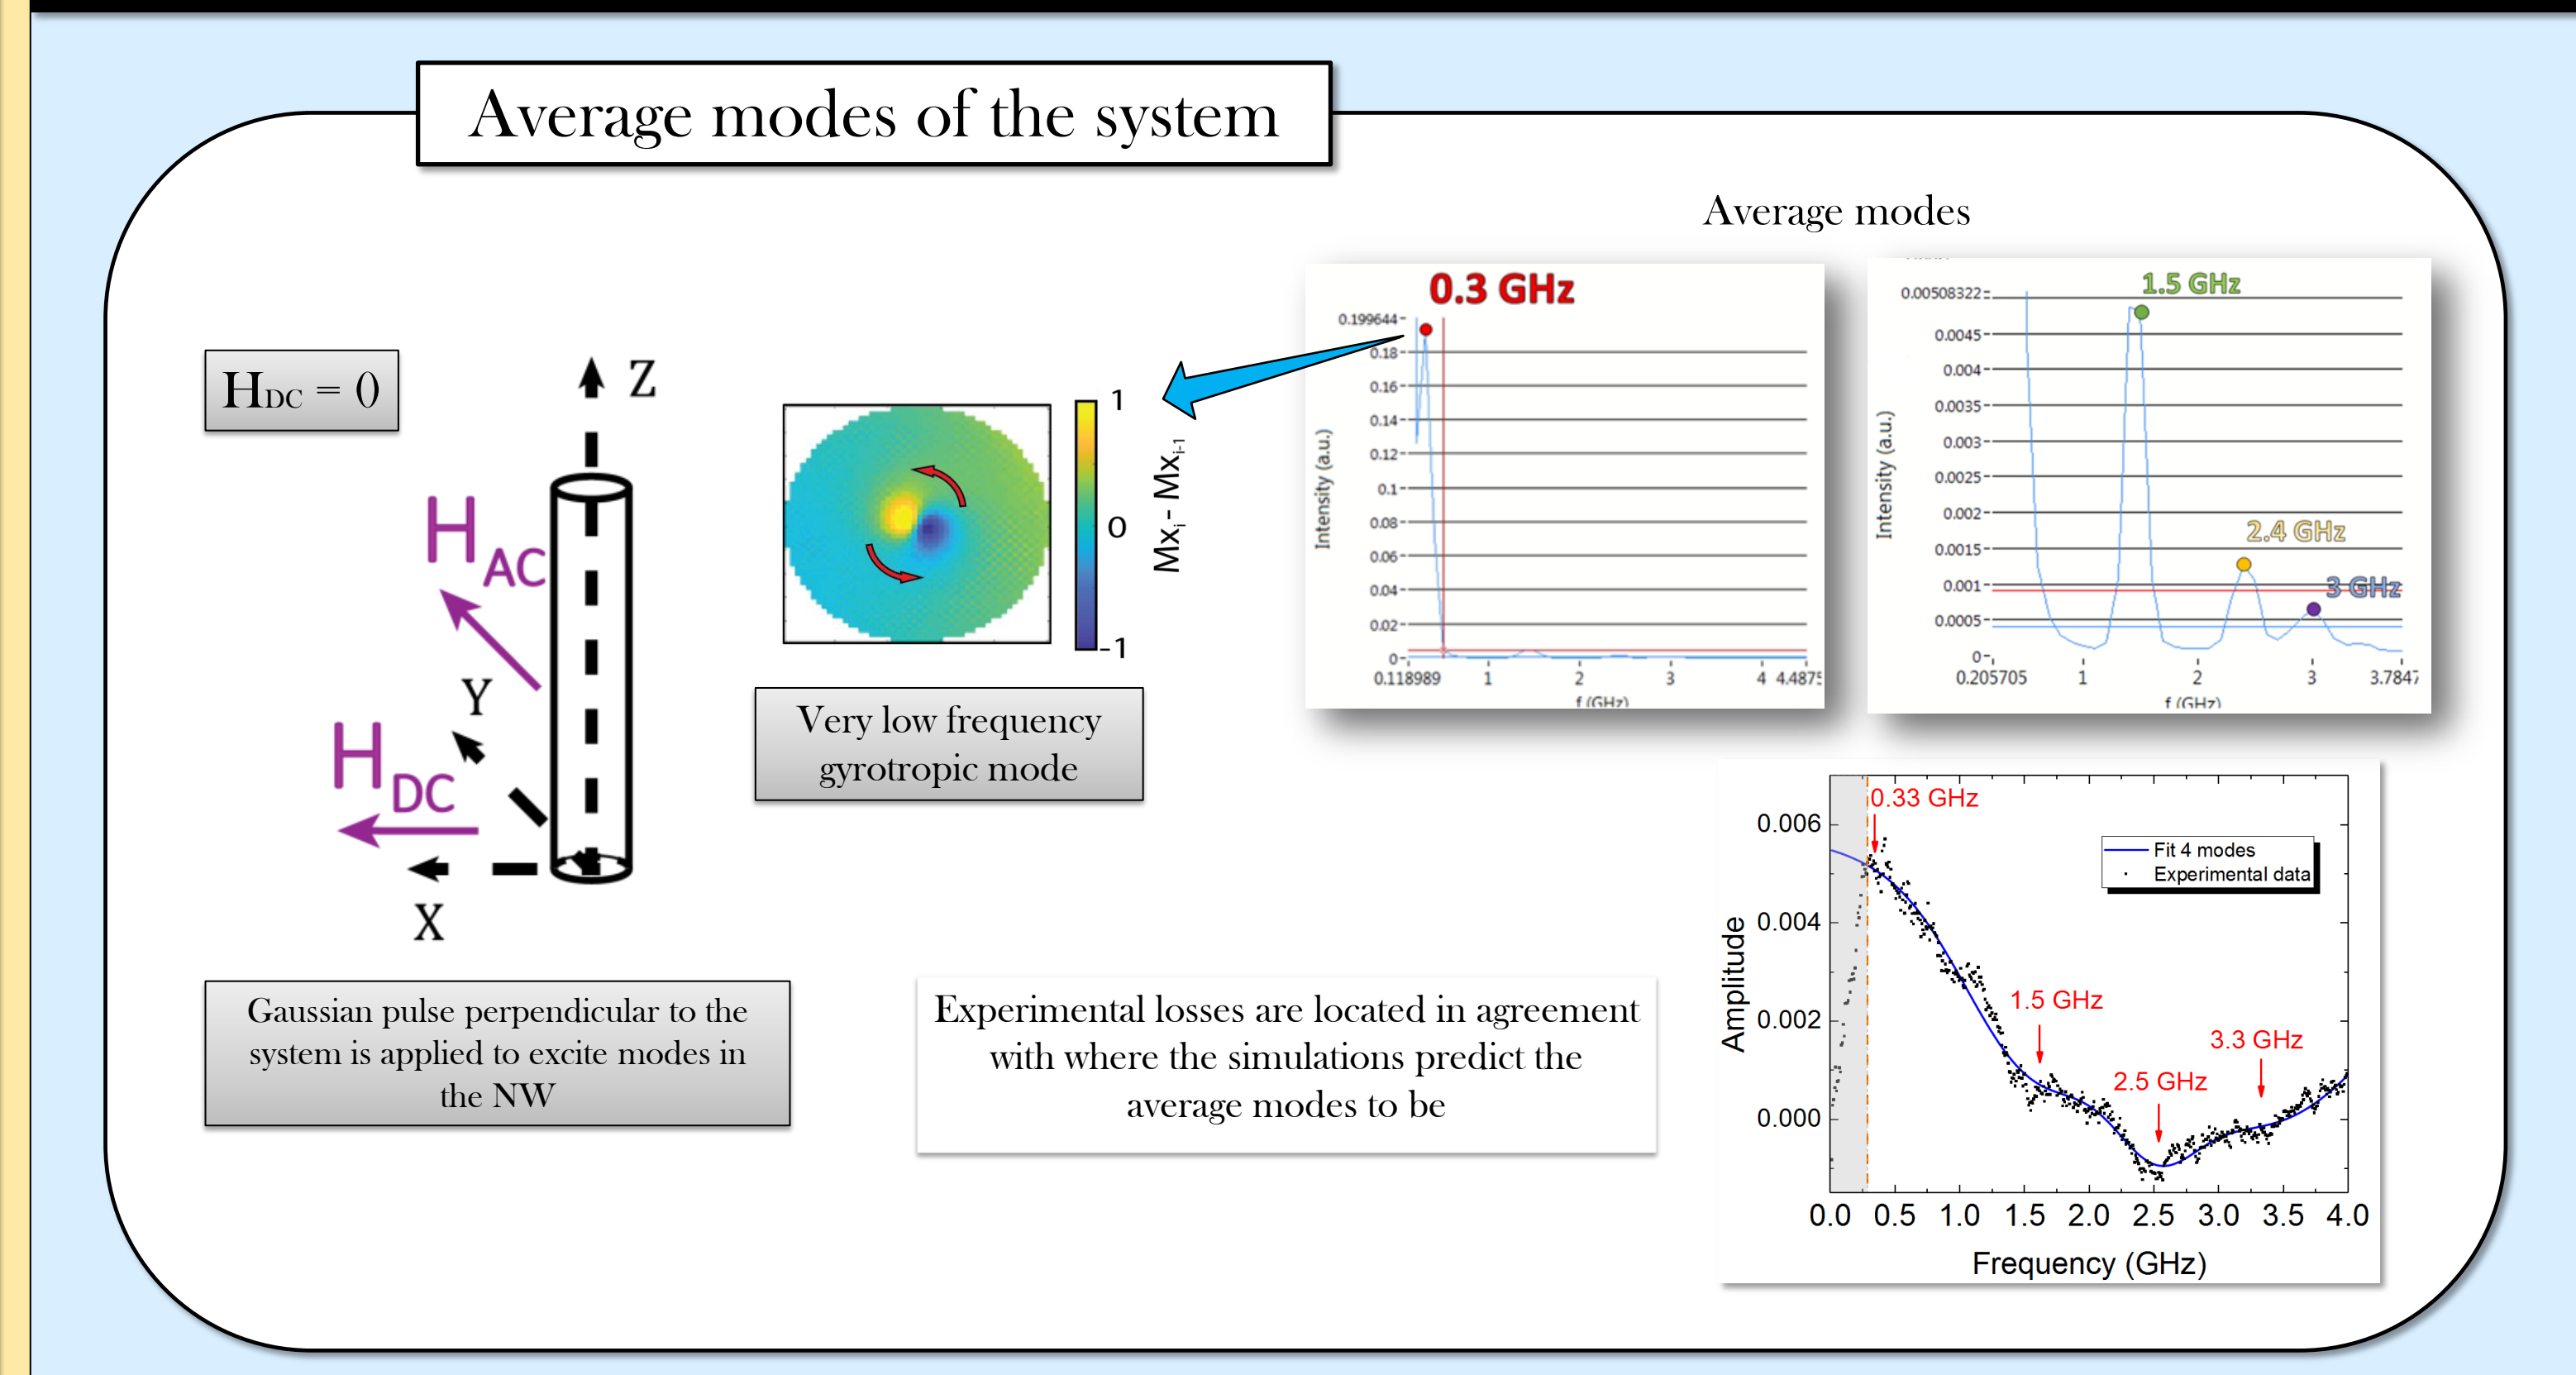 Average modes of the system
Average modes
HDC = 0
Z
HAC
Y
HDC
X
Gaussian pulse perpendicular to the
system is applied to excite modes in
the NW
1
0
-1
Mxi - Mxi-1
Very low frequency
gyrotropic mode
0.3 GHz
0.199644
0.18
0.16
0.14
0.12
0.1
0.08
0.06
0.04
0.02
0
Intensity (a.u.)
0.118989 1 2 3 4 4.4875
f (GHz)
1.5 GHz
2.4 GHz
3 GHz
0.00508322
0.0045
0.004
0.0035
0.003
0.0025
0.002
0.0015
0.001
0.0005
0
Intensity (a.u.)
0.205705 1 2 3 3.7847
f (GHz)
Experimental losses are located in agreement
with where the simulations predict the
average modes to be
0.33 GHz
Fit 4 modes
Experimental data
1.5 GHz
2.5 GHz
3.3 GHz
0.006
0.004
0.002
0.000
Amplitude
0.0 0.5 1.0 1.5 2.0 2.5 3.0 3.5 4.0
Frequency (GHz)